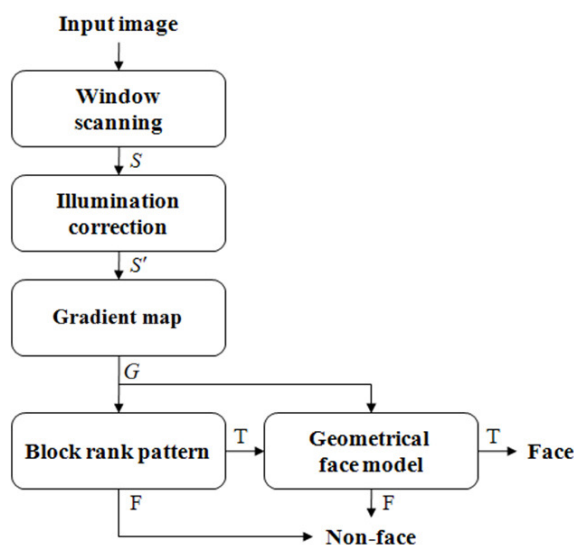 Input image
Window
scanning
S
Illumination
correction
S′
Gradient map
G
Block rank pattern
T
Geometrical
face model
T
Face
F
F
Non-face